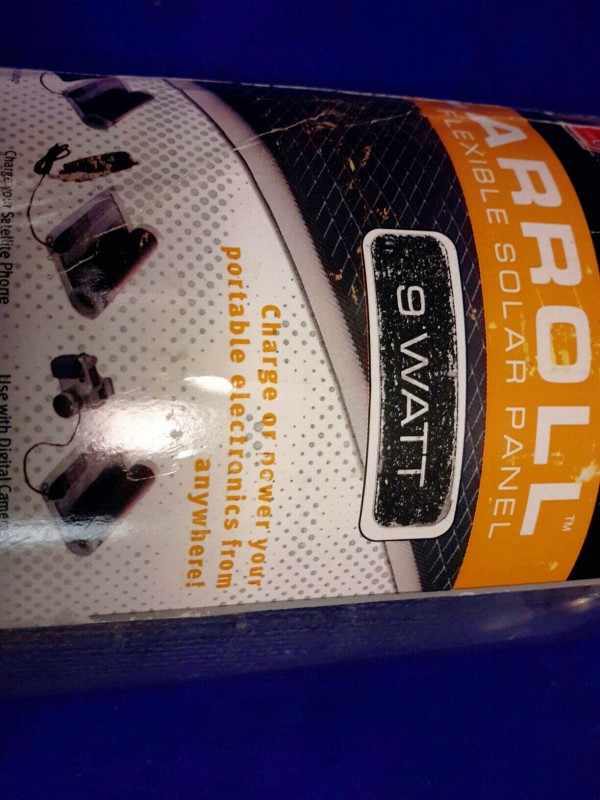 ARROLL™
FLEXIBLE SOLAR PANEL
9 WATT
Charge or power your
portable electronics from
anywhere!
Charge your Satellite Phone
Use with Digital Camera